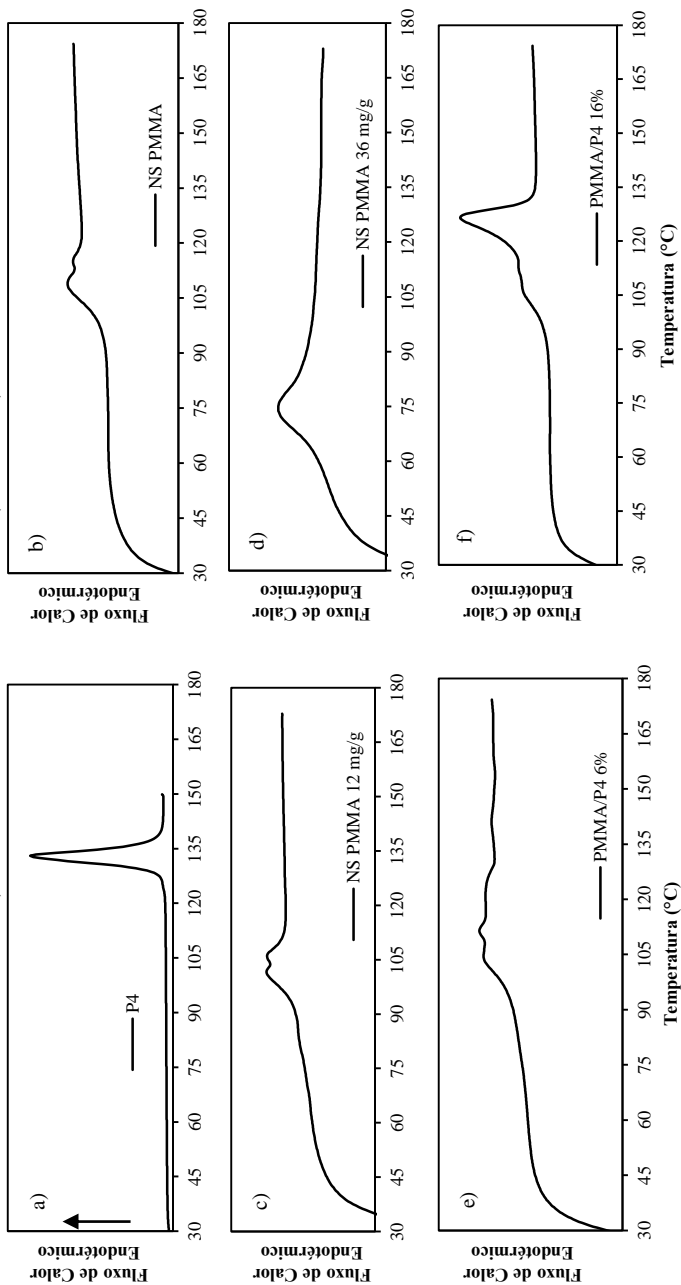 a)
P4
Fluxo de Calor
Endotérmico
30 45 60 75 90 105 120 135 150 165 180
b)
NS PMMA
Fluxo de Calor
Endotérmico
30 45 60 75 90 105 120 135 150 165 180
c)
NS PMMA 12 mg/g
Fluxo de Calor
Endotérmico
30 45 60 75 90 105 120 135 150 165 180
d)
NS PMMA 36 mg/g
Fluxo de Calor
Endotérmico
30 45 60 75 90 105 120 135 150 165 180
e)
PMMA/P4 6%
Fluxo de Calor
Endotérmico
30 45 60 75 90 105 120 135 150 165 180
Temperatura (°C)
f)
PMMA/P4 16%
Fluxo de Calor
Endotérmico
30 45 60 75 90 105 120 135 150 165 180
Temperatura (°C)